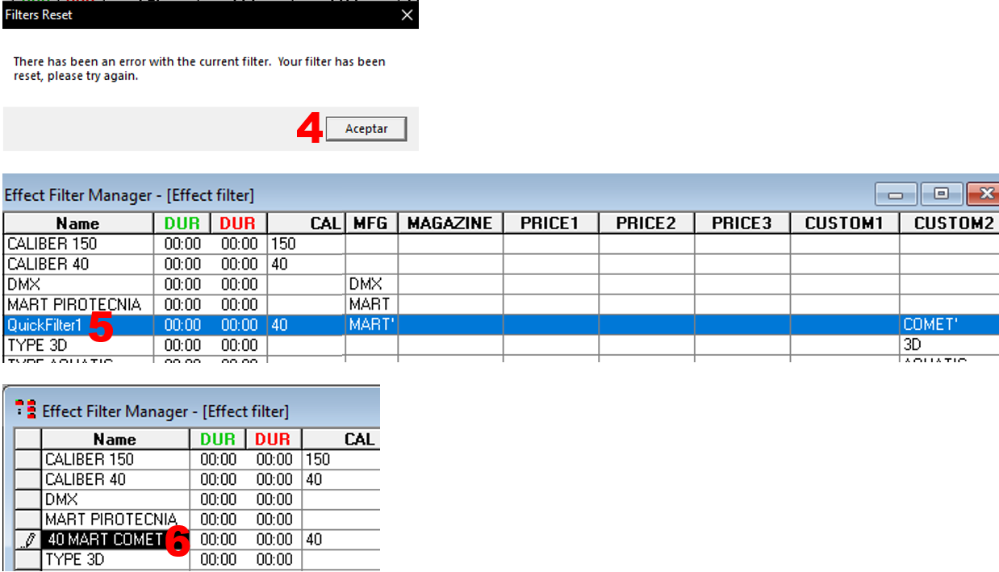 Filters Reset
There has been an error with the current filter.  Your filter has been
reset, please try again.
4 Aceptar
Effect Filter Manager - [Effect filter]
Name DUR DUR CAL MFG MAGAZINE PRICE1 PRICE2 PRICE3 CUSTOM1 CUSTOM2
CALIBER 150 00:00 00:00 150
CALIBER 40 00:00 00:00 40
DMX 00:00 00:00 DMX
MART PIROTECNIA 00:00 00:00 MART
QuickFilter1 5 00:00 00:00 40 MART' COMET'
TYPE 3D 00:00 00:00 3D
Effect Filter Manager - [Effect filter]
Name DUR DUR CAL
CALIBER 150 00:00 00:00 150
CALIBER 40 00:00 00:00 40
DMX 00:00 00:00
MART PIROTECNIA 00:00 00:00
40 MART COMET 6 00:00 00:00 40
TYPE 3D 00:00 00:00